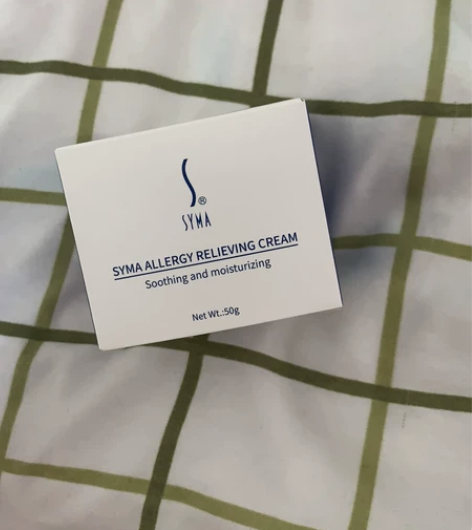 S®
SYMA
SYMA ALLERGY RELIEVING CREAM
Soothing and moisturizing
Net Wt.:50g